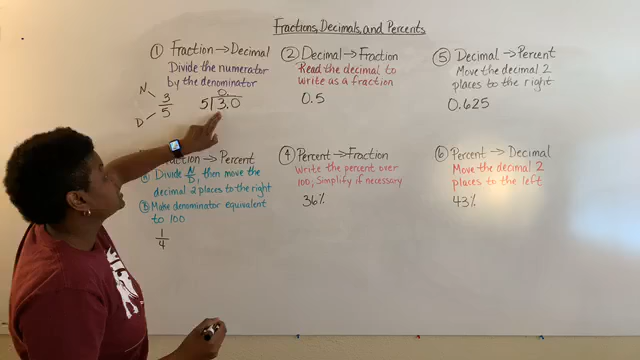 Fractions, Decimals, and Percents
① Fraction → Decimal
Divide the numerator
by the denominator
N
D
3
5
0.
5 3.0
② Decimal → Fraction
Read the decimal to
write as a fraction
0.5
⑤ Decimal → Percent
Move the decimal 2
places to the right
0.625
raction → Percent
ⓐ Divide N/D, then move the
decimal 2 places to the right
ⓑ Make denominator equivalent
to 100
1
4
④ Percent → Fraction
Write the percent over
100; Simplify if necessary
36%
⑥ Percent → Decimal
Move the decimal 2
places to the left
43%